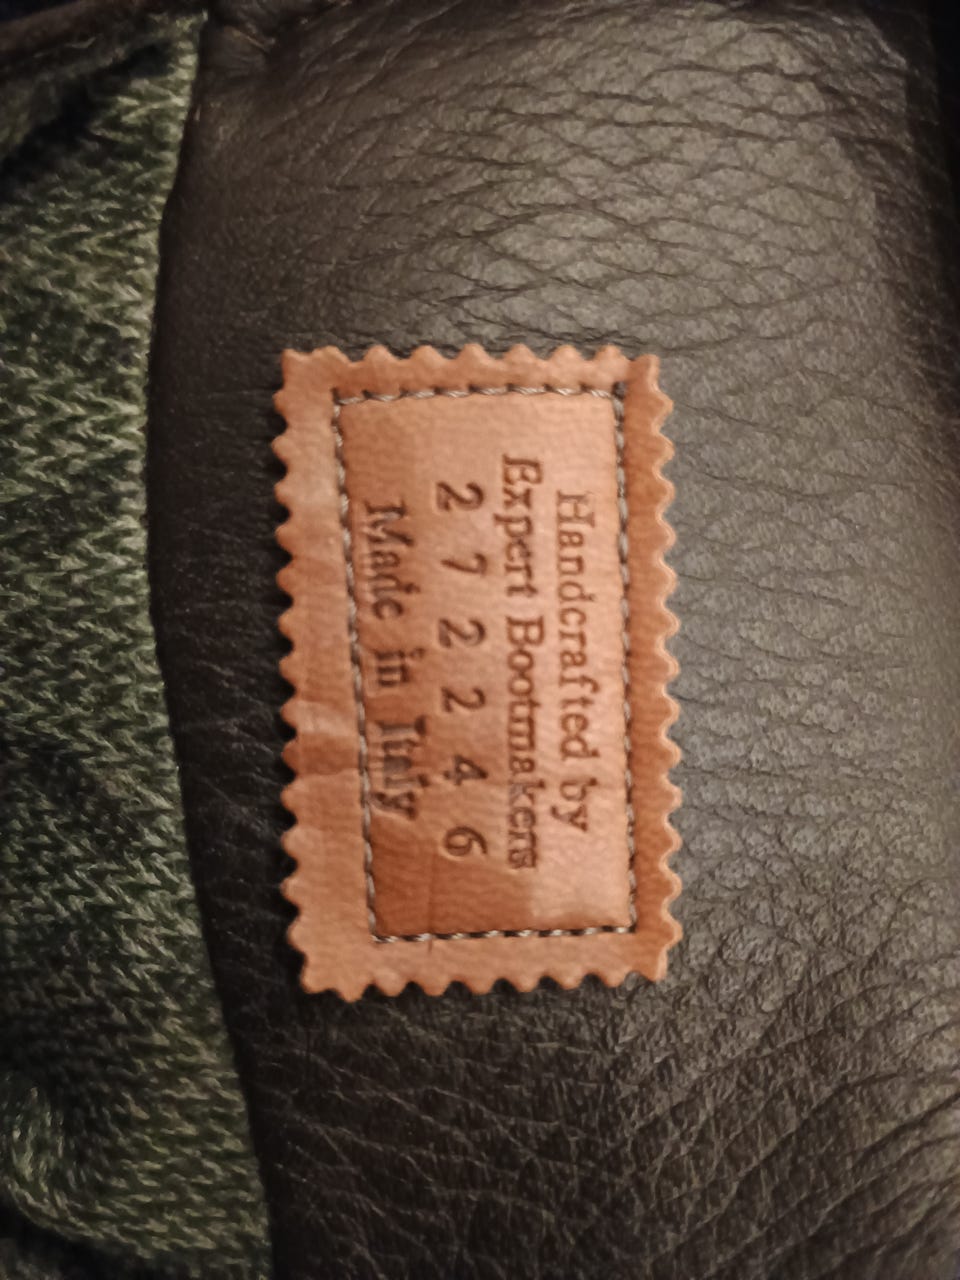 Handcrafted by
Expert Bootmakers
2 7 2 2 4 6
Made in Italy